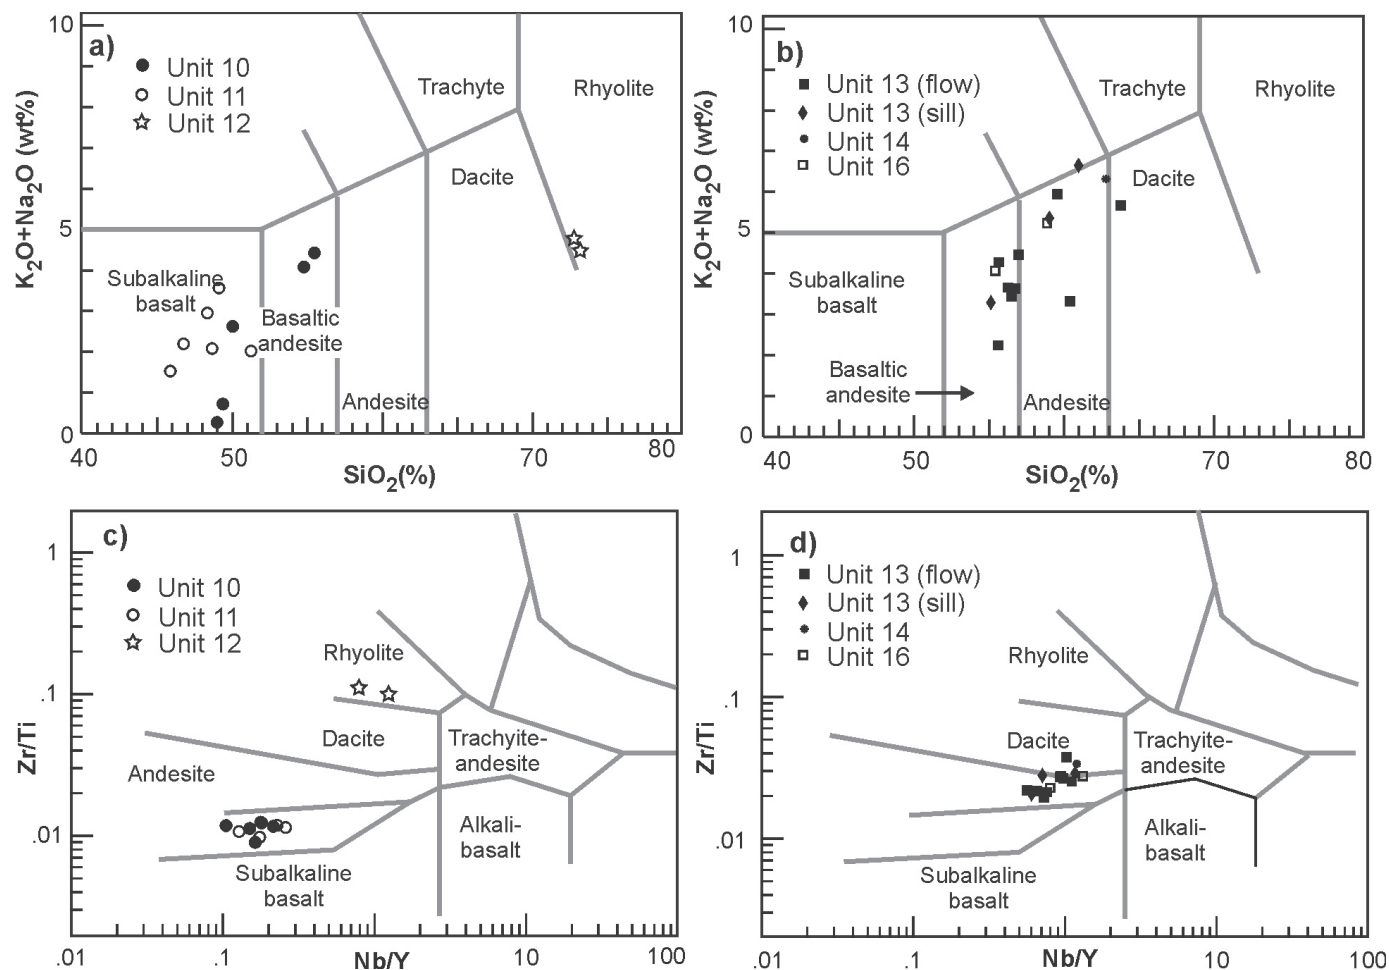 a)
Unit 10
Unit 11
Unit 12
10
5
0
K2O+Na2O (wt%)
Trachyte
Rhyolite
Dacite
Subalkaline
basalt
Basaltic
andesite
Andesite
40
50
70
80
SiO2(%)
b)
Unit 13 (flow)
Unit 13 (sill)
Unit 14
Unit 16
10
5
0
K2O+Na2O (wt%)
Trachyte
Rhyolite
Dacite
Subalkaline
basalt
Basaltic
andesite
Andesite
40
50
70
80
SiO2(%)
c)
Unit 10
Unit 11
Unit 12
1
.1
.01
Zr/Ti
Rhyolite
Dacite
Andesite
Trachyite-
andesite
Alkali-
basalt
Subalkaline
basalt
.01
.1
Nb/Y
10
100
d)
Unit 13 (flow)
Unit 13 (sill)
Unit 14
Unit 16
1
.1
.01
Zr/Ti
Rhyolite
Dacite
Trachyite-
andesite
Alkali-
basalt
Subalkaline
basalt
.01
.1
Nb/Y
10
100